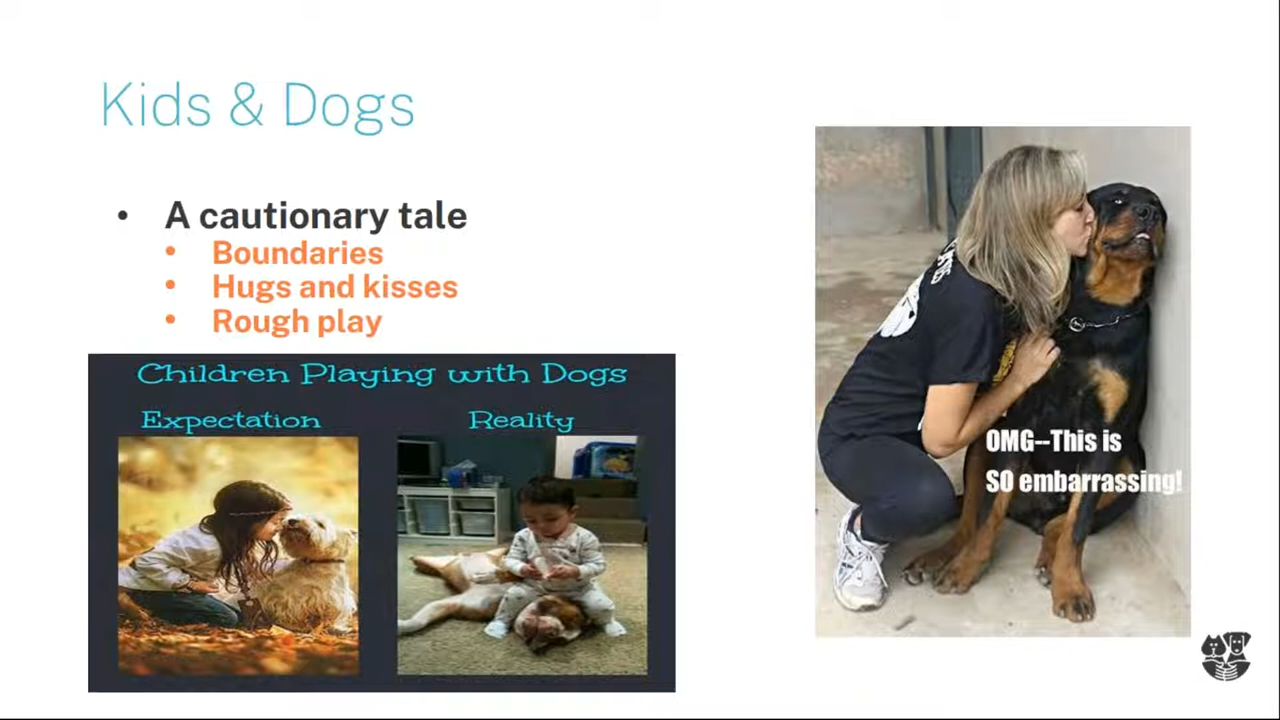 Kids & Dogs
• A cautionary tale
• Boundaries
• Hugs and kisses
• Rough play
Children Playing with Dogs
Expectation
Reality
OMG--This is
SO embarrassing!